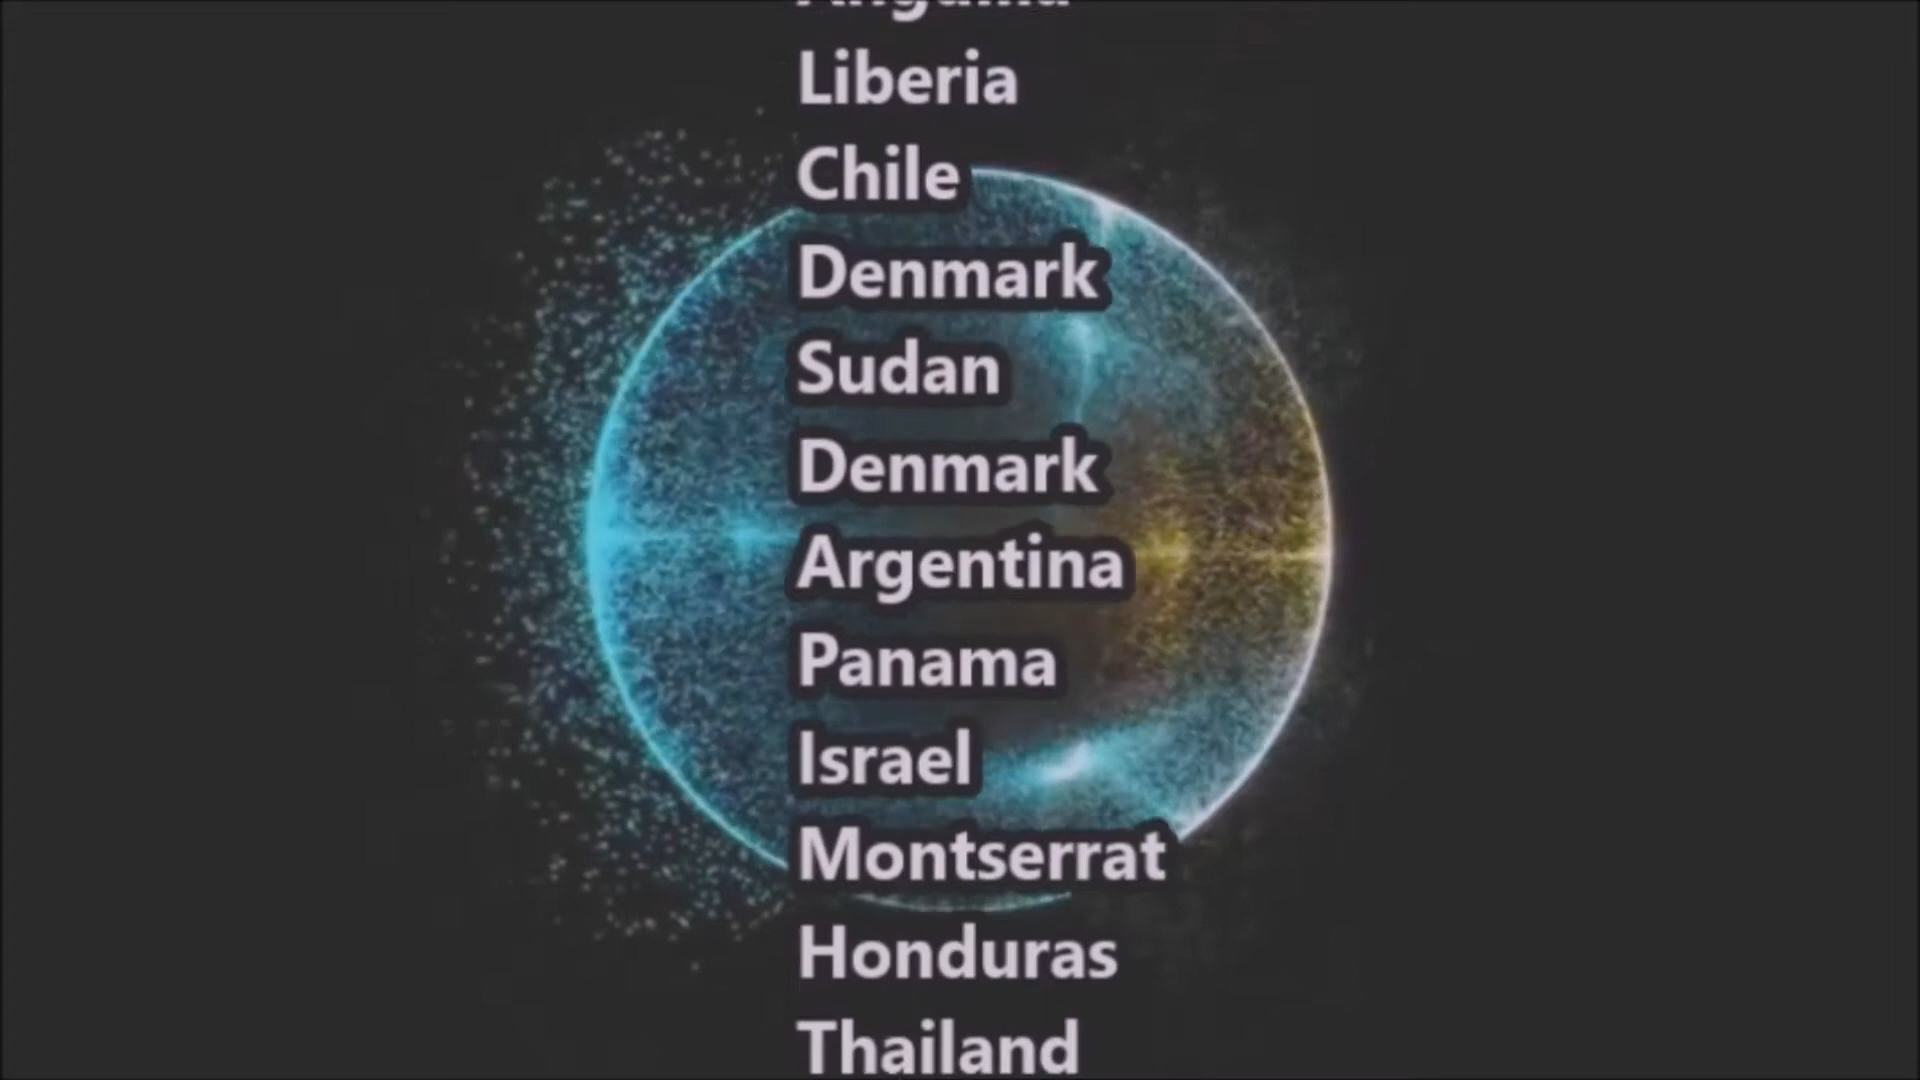 Liberia
Chile
Denmark
Sudan
Denmark
Argentina
Panama
Israel
Montserrat
Honduras
Thailand